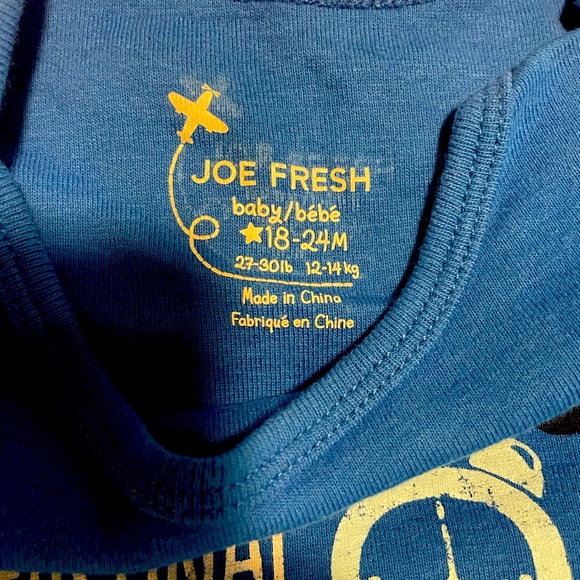 JOE FRESH
baby/bébé
18-24M
27-30lb 12-14kg
Made in China
Fabriqué en Chine